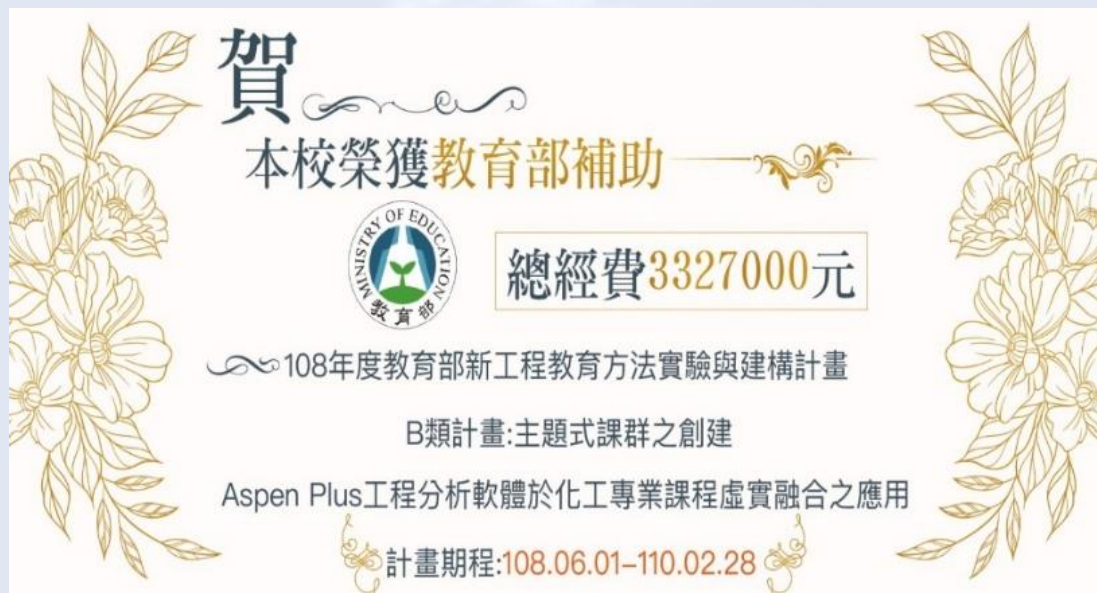 賀
本校榮獲教育部補助
MINISTRY OF EDUCATION
教育部
總經費3327000元
108年度教育部新工程教育方法實驗與建構計畫
B類計畫:主題式課群之創建
Aspen Plus工程分析軟體於化工專業課程虛實融合之應用
計畫期程:108.06.01-110.02.28